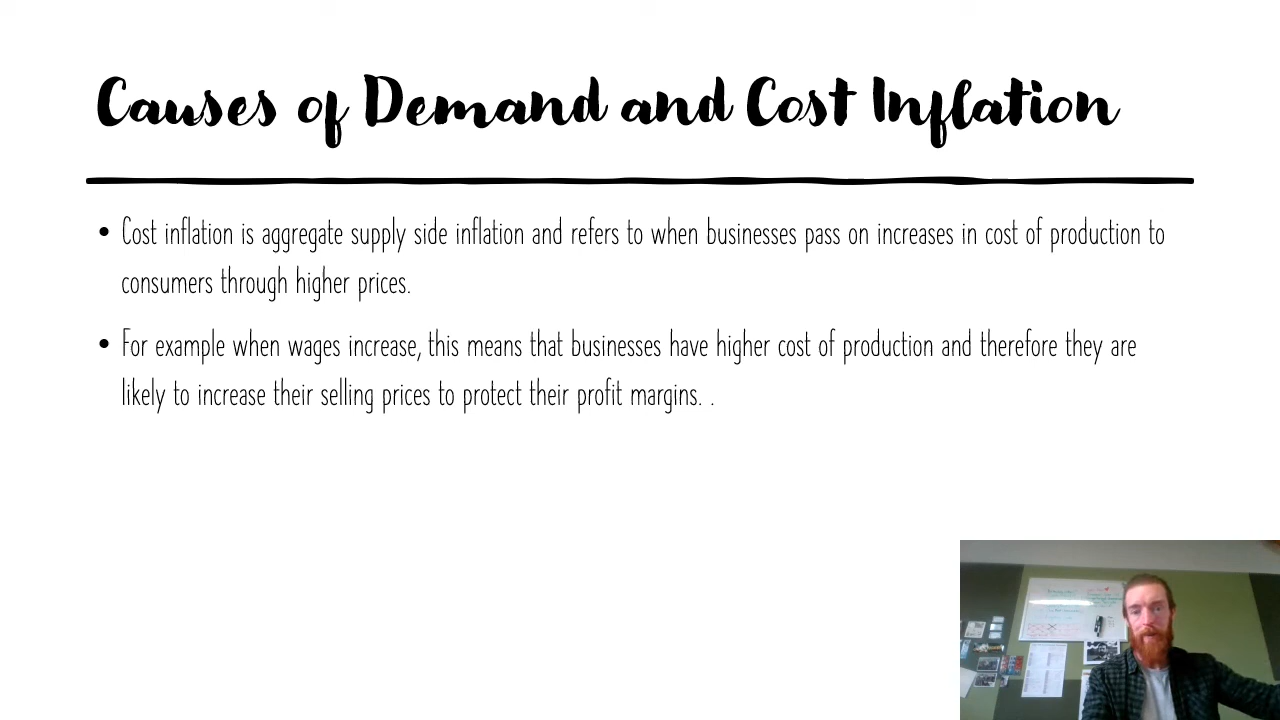 Causes of Demand and Cost Inflation
• Cost inflation is aggregate supply side inflation and refers to when businesses pass on increases in cost of production to
consumers through higher prices.
• For example when wages increase, this means that businesses have higher cost of production and therefore they are
likely to increase their selling prices to protect their profit margins. .